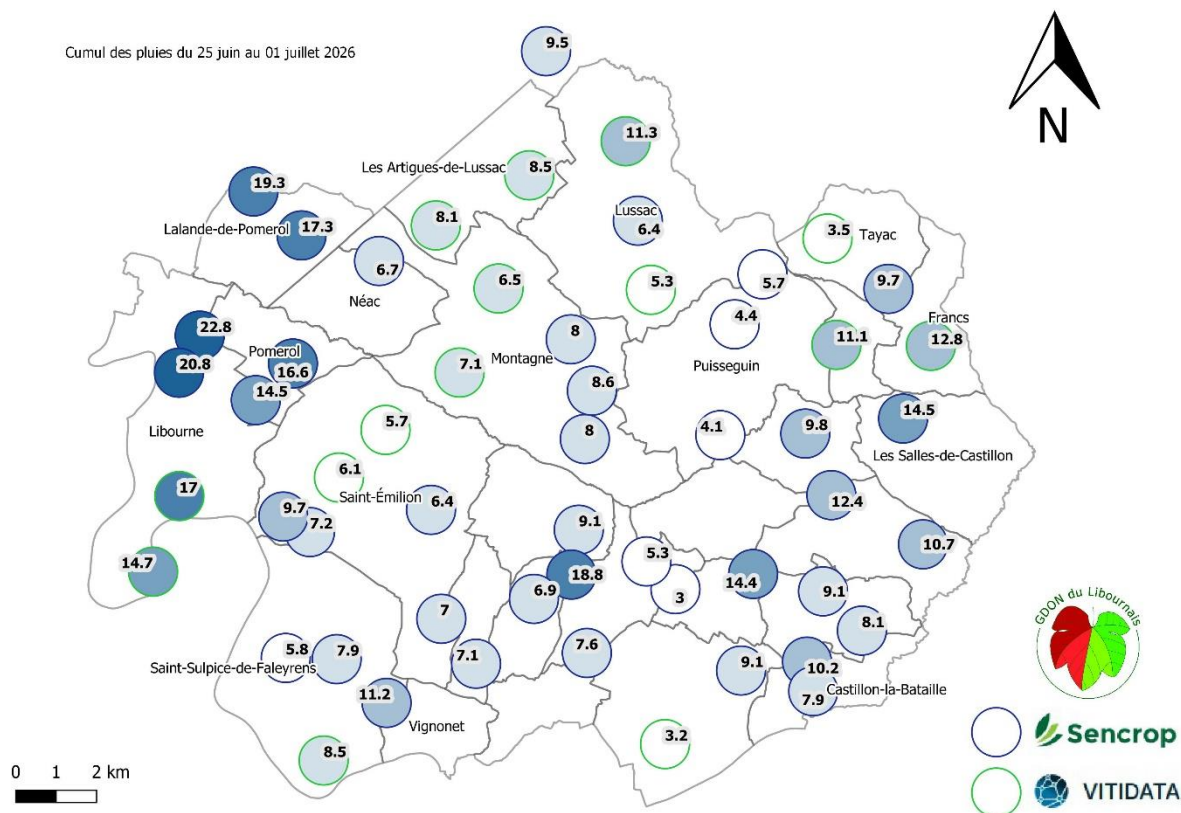 Cumul des pluies du 25 juin au 01 juillet 2026
9.5
N
11.3
Les Artigues-de-Lussac
8.5
19.3
Lalande-de-Pomerol
17.3
8.1
Lussac
6.4
3.5
Tayac
6.7
Néac
6.5
5.3
5.7
9.7
4.4
Francs
22.8
Pomerol
20.8
16.6
14.5
Montagne
8
7.1
8.6
Puisseguin
11.1
12.8
Libourne
5.7
8
4.1
9.8
14.5
Les Salles-de-Castillon
6.1
Saint-Émilion
17
9.7
7.2
6.4
9.1
12.4
10.7
14.7
5.3
18.8
6.9
3
14.4
9.1
8.1
7
5.8
Saint-Sulpice-de-Faleyrens
7.9
7.1
7.6
9.1
10.2
Castillon-la-Bataille
7.9
11.2
Vignonet
8.5
3.2
GDON du Libournais
Sencrop
VITIDATA
0 1 2 km